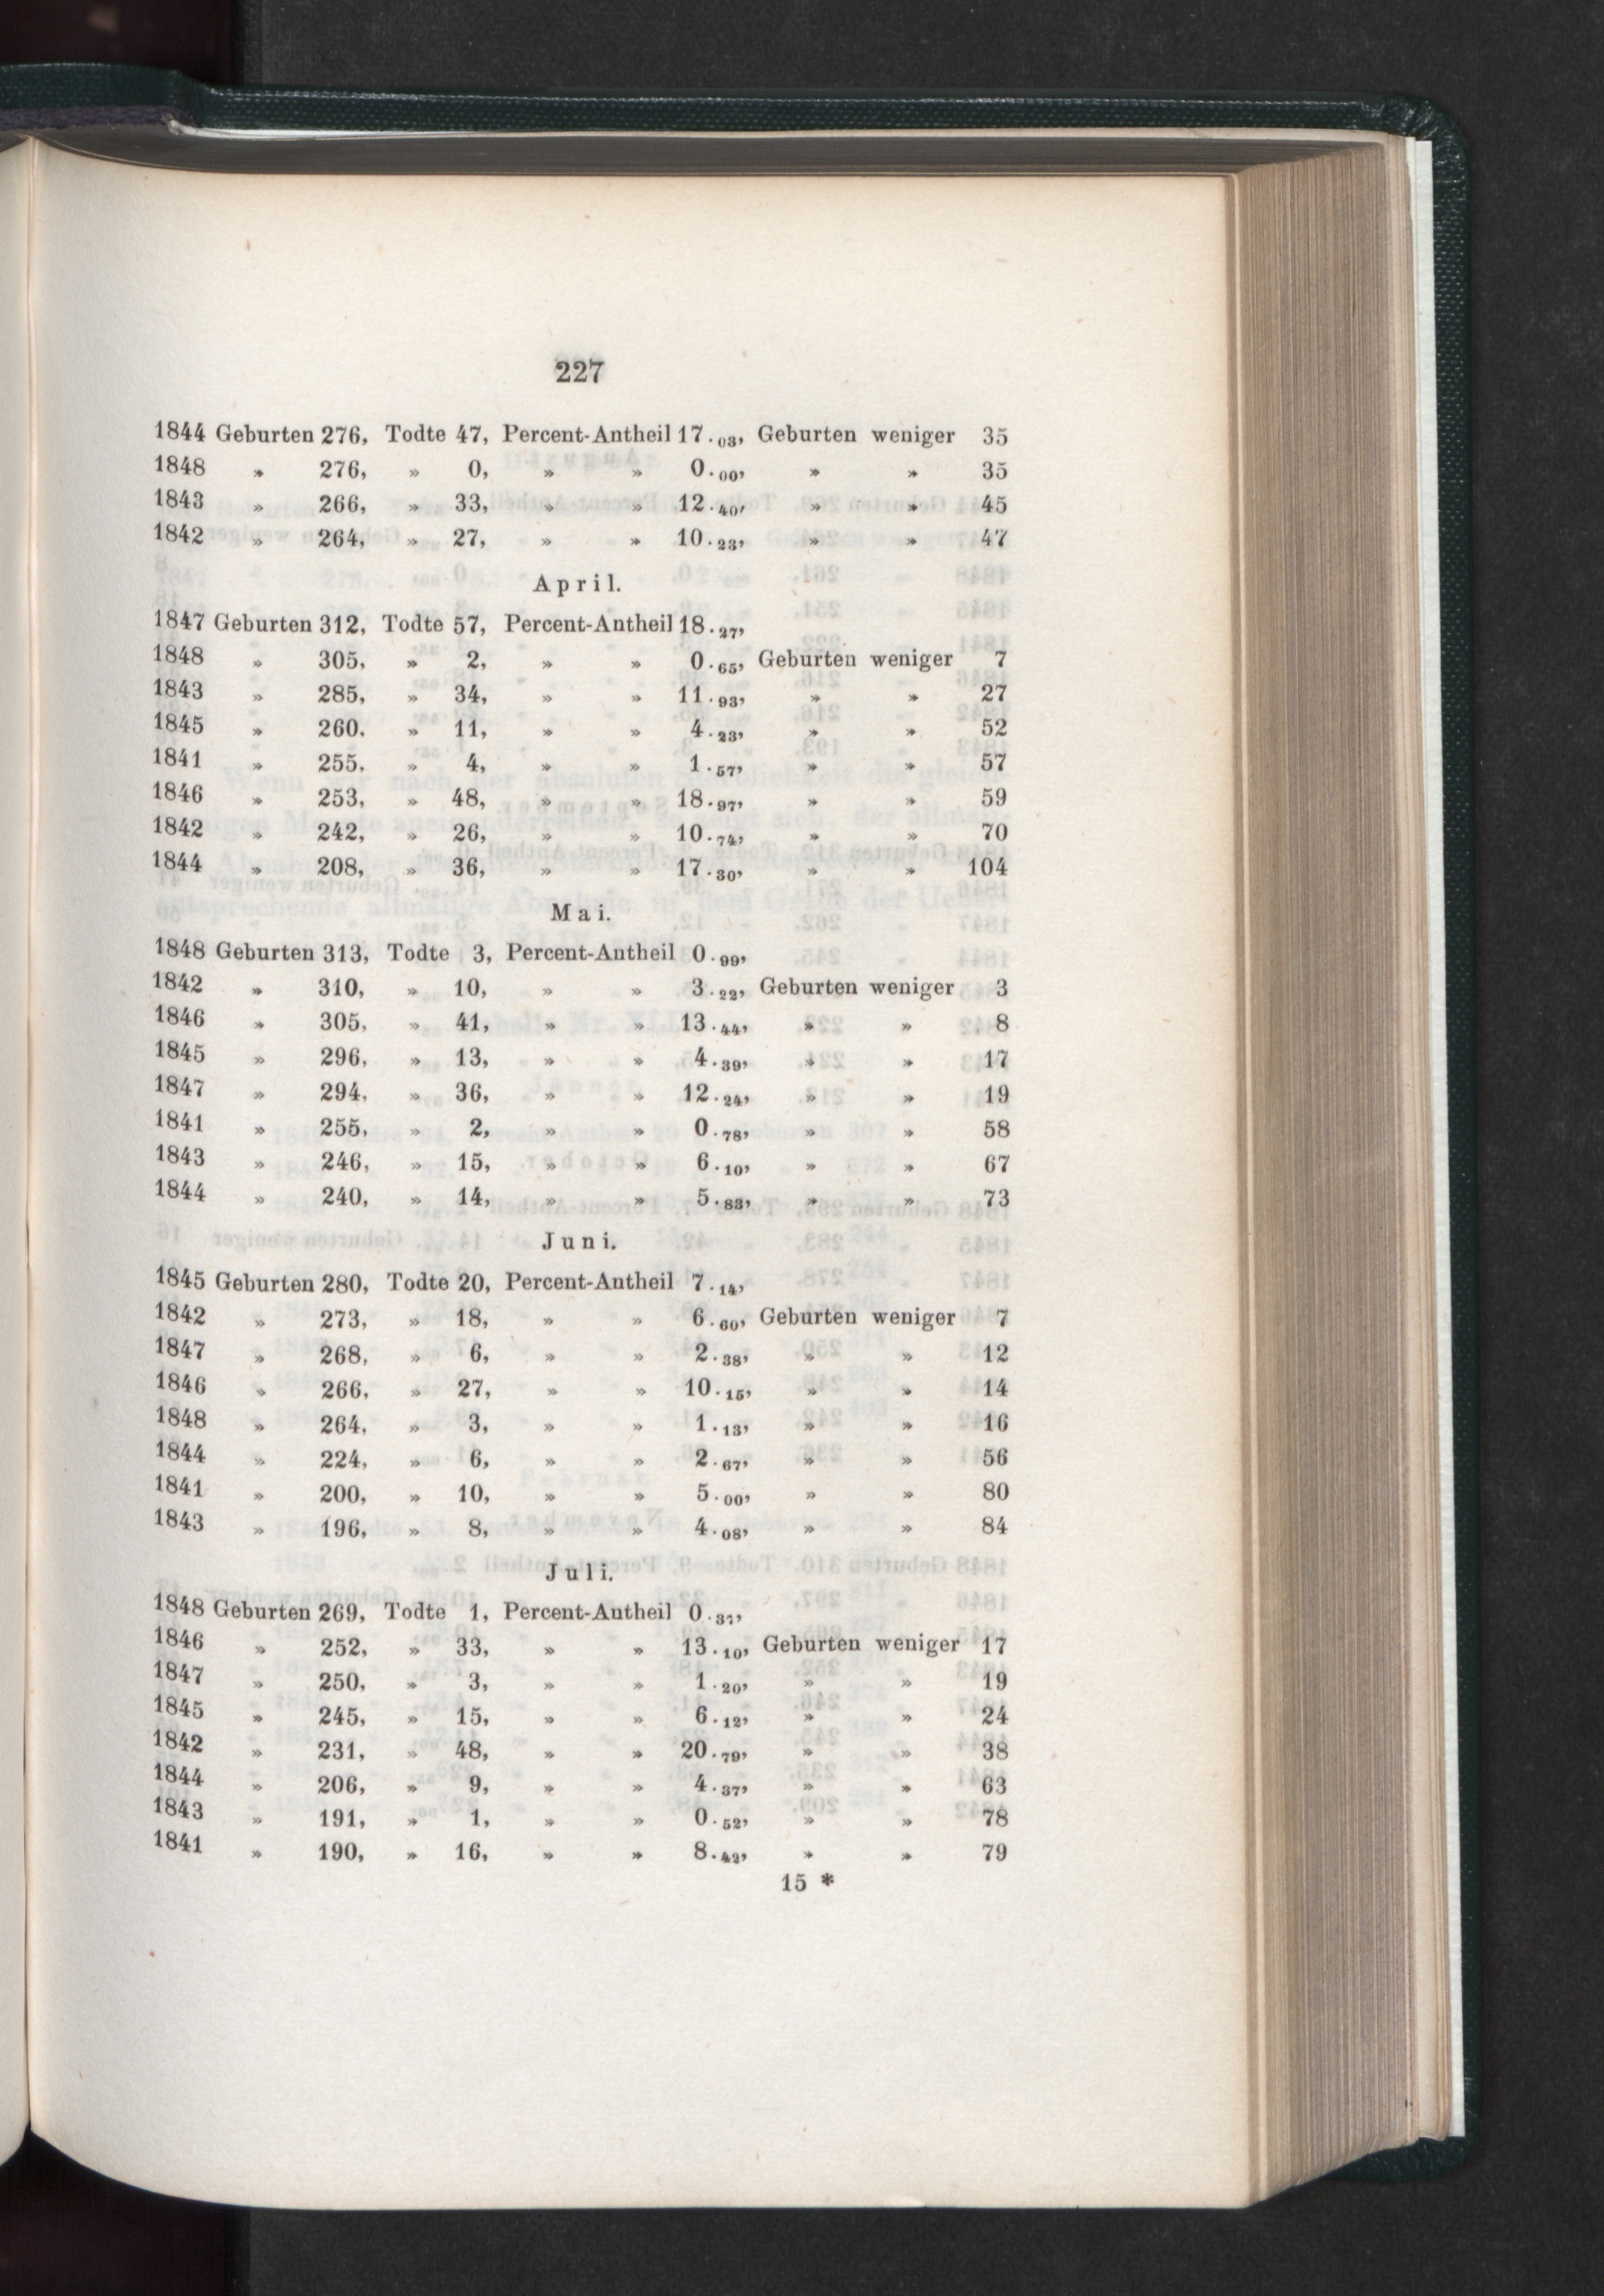 227
1844 Geburten 276, Todte 47, Percent-Antheil 17.03, Geburten weniger 35
1848 » 276, » 0, » » 0.00, » » 35
1843 » 266, » 33, » » 12.40, » » 45
1842 » 264, » 27, » » 10.23, » » 47
April.
1847 Geburten 312, Todte 57, Percent-Antheil 18.27,
1848 » 305, » 2, » » 0.65, Geburten weniger 7
1843 » 285, » 34, » » 11.93, » » 27
1845 » 260. » 11, » » 4.23, » » 52
1841 » 255, » 4, » » 1.57, » » 57
1846 » 253, » 48, » » 18.97, » » 59
1842 » 242, » 26, » » 10.74, » » 70
1844 » 208, » 36, » » 17.30, » » 104
Mai.
1848 Geburten 313, Todte 3, Percent-Antheil 0.99,
1842 » 310, » 10, » » 3.22, Geburten weniger 3
1846 » 305, » 41, » » 13.44, » » 8
1845 » 296, » 13, » » 4.39, » » 17
1847 » 294, » 36, » » 12.24, » » 19
1841 » 255, » 2, » » 0.78, » » 58
1843 » 246, » 15, » » 6.10, » » 67
1844 » 240, » 14, » » 5.83, » » 73
Juni.
1845 Geburten 280, Todte 20, Percent-Antheil 7.14,
1842 » 273, » 18, » » 6.60, Geburten weniger 7
1847 » 268, » 6, » » 2.38, » » 12
1846 » 266, » 27, » » 10.15, » » 14
1848 » 264, » 3, » » 1.13, » » 16
1844 » 224, » 6, » » 2.67, » » 56
1841 » 200, » 10, » » 5.00, » » 80
1843 » 196, » 8, » » 4.08, » » 84
Juli.
1848 Geburten 269, Todte 1, Percent-Antheil 0.37,
1846 » 252, » 33, » » 13.10, Geburten weniger 17
1847 » 250, » 3, » » 1.20, » » 19
1845 » 245, » 15, » » 6.12, » » 24
1842 » 231, » 48, » » 20.79, » » 38
1844 » 206, » 9, » » 4.37, » » 63
1843 » 191, » 1, » » 0.52, » » 78
1841 » 190, » 16, » » 8.42, » » 79
15 *